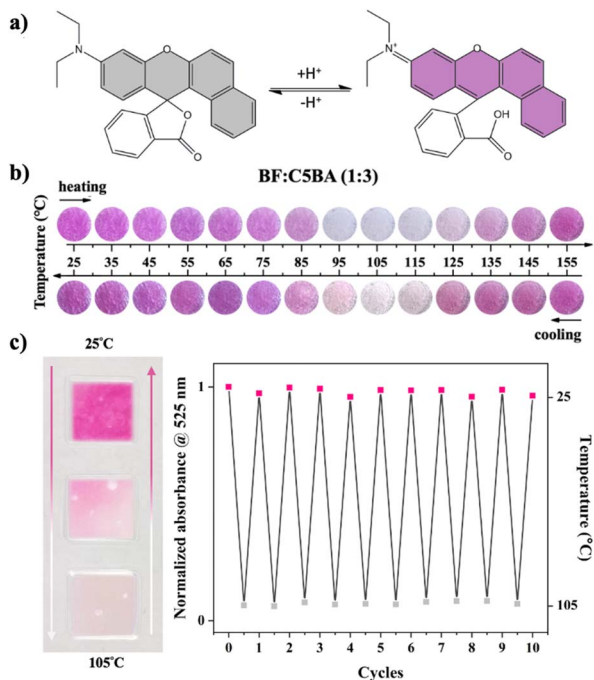 a)
N
O
O
O
+H⁺
-H⁺
N⁺
O
OH
O
b)
BF:C5BA (1:3)
heating
Temperature (°C)
25 35 45 55 65 75 85 95 105 115 125 135 145 155
cooling
c)
25°C
105°C
Normalized absorbance @ 525 nm
1
0
0 1 2 3 4 5 6 7 8 9 10
Cycles
25
105
Temperature (°C)